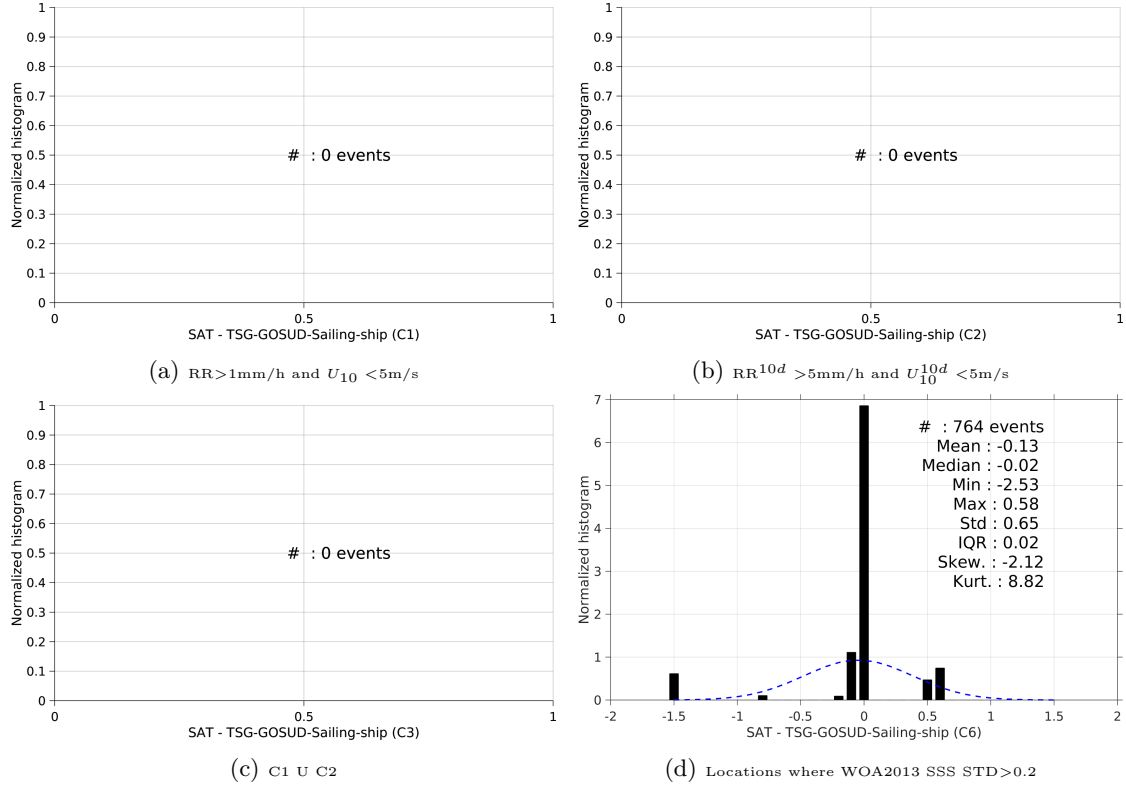 1
0.9
0.8
0.7
0.6
0.5
0.4
0.3
0.2
0.1
0
Normalized histogram
# : 0 events
0 0.5 1
SAT - TSG-GOSUD-Sailing-ship (C1)
(a) RR>1mm/h and U10 <5m/s
1
0.9
0.8
0.7
0.6
0.5
0.4
0.3
0.2
0.1
0
Normalized histogram
# : 0 events
0 0.5 1
SAT - TSG-GOSUD-Sailing-ship (C2)
(b) RR10d >5mm/h and U10d10 <5m/s
1
0.9
0.8
0.7
0.6
0.5
0.4
0.3
0.2
0.1
0
Normalized histogram
# : 0 events
0 0.5 1
SAT - TSG-GOSUD-Sailing-ship (C3)
(c) C1 U C2
7
6
5
4
3
2
1
0
Normalized histogram
# : 764 events
Mean : -0.13
Median : -0.02
Min : -2.53
Max : 0.58
Std : 0.65
IQR : 0.02
Skew. : -2.12
Kurt. : 8.82
-2 -1.5 -1 -0.5 0 0.5 1 1.5 2
SAT - TSG-GOSUD-Sailing-ship (C6)
(d) Locations where WOA2013 SSS STD>0.2